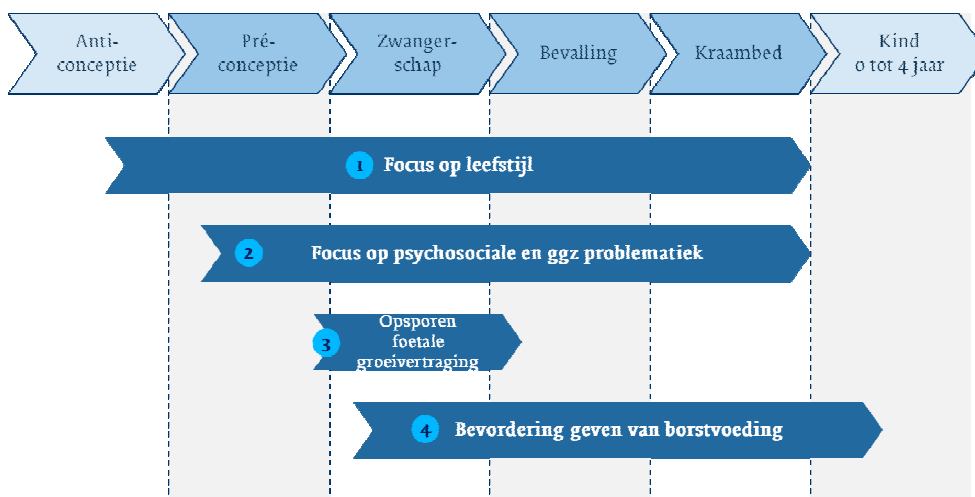 Anti-
conceptie
Pré-
conceptie
Zwanger-
schap
Bevalling
Kraambed
Kind
0 tot 4 jaar
1 Focus op leefstijl
2 Focus op psychosociale en ggz problematiek
3 Opsporen
foetale
groeivertraging
4 Bevordering geven van borstvoeding